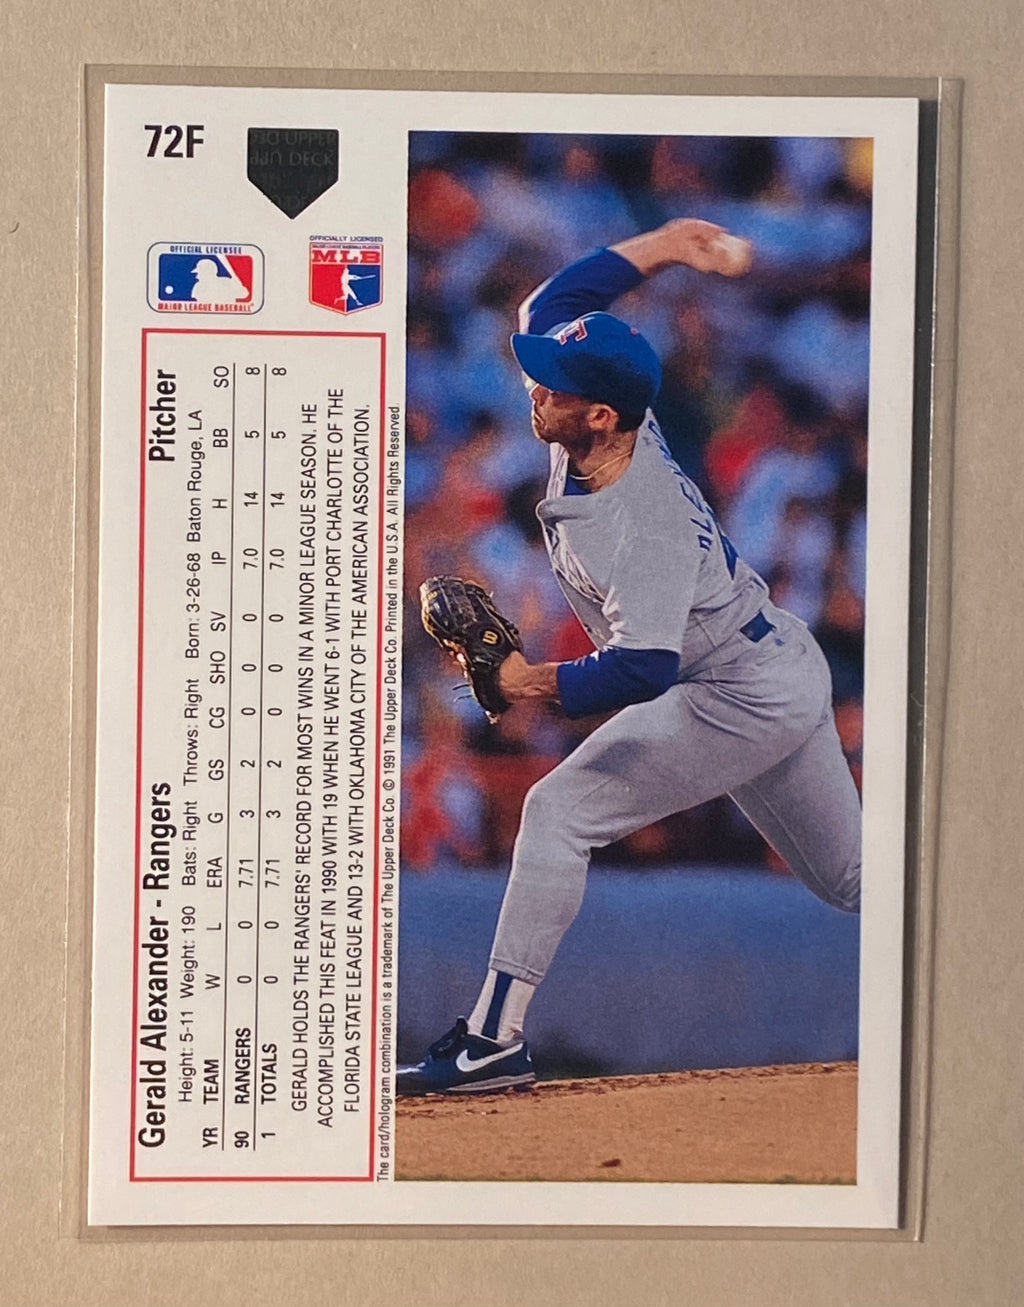 72F
UPPER
DECK
OFFICIAL LICENSEE
MAJOR LEAGUE BASEBALL
OFFICIALLY LICENSED
MAJOR LEAGUE BASEBALL PLAYERS
MLB
Gerald Alexander - Rangers Pitcher
Height: 5-11 Weight: 190 Bats: Right Throws: Right Born: 3-26-68 Baton Rouge, LA
YR TEAM W L ERA G GS CG SHO SV IP H BB SO
90 RANGERS 0 0 7.71 3 2 0 0 0 7.0 14 5 8
1 TOTALS 0 0 7.71 3 2 0 0 0 7.0 14 5 8
GERALD HOLDS THE RANGERS' RECORD FOR MOST WINS IN A MINOR LEAGUE SEASON. HE
ACCOMPLISHED THIS FEAT IN 1990 WITH 19 WHEN HE WENT 6-1 WITH PORT CHARLOTTE OF THE
FLORIDA STATE LEAGUE AND 13-2 WITH OKLAHOMA CITY OF THE AMERICAN ASSOCIATION.
The card/hologram combination is a trademark of The Upper Deck Co. © 1991 The Upper Deck Co. Printed in the U.S.A. All Rights Reserved
T
W